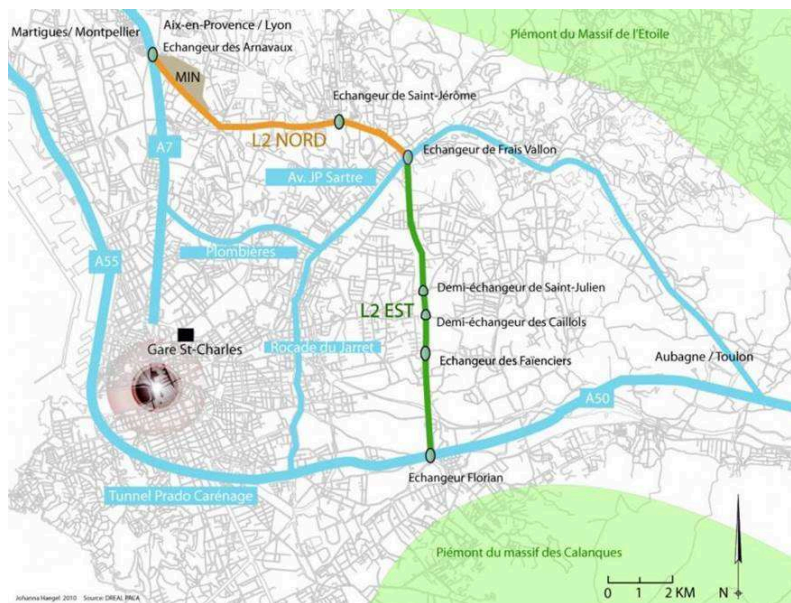 Aix-en-Provence / Lyon
Martigues/ Montpellier
Echangeur des Arnavaux
Piémont du Massif de l'Etoile
MIN
Echangeur de Saint-Jérôme
L2 NORD
A7
Echangeur de Frais Vallon
Av. JP Sartre
Plombières
A55
Demi-échangeur de Saint-Julien
L2 EST
Demi-échangeur des Caillols
Gare St-Charles
Rocade du Jarret
Echangeur des Faïenciers
Aubagne / Toulon
A50
Echangeur Florian
Tunnel Prado Carénage
Piémont du massif des Calanques
0 1 2 KM
N
Johanna Haegel 2010 Source: DREAL PACA